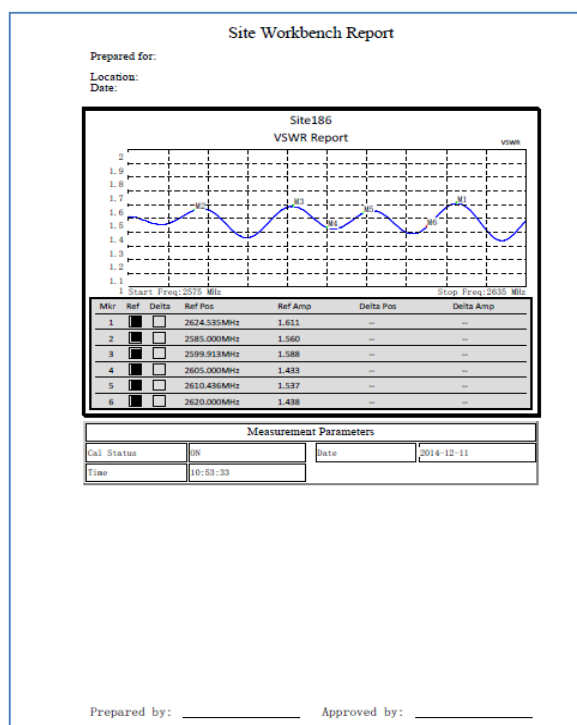 Site Workbench Report
Prepared for:
Location:
Date:
Site186
VSWR Report
VSWR
2
1.9
1.8
1.7
1.6
1.5
1.4
1.3
1.2
1.1
1
M2
M3
M4
M5
M6
M1
Start Freq:2575 MHz Stop Freq:2635 MHz
Mkr Ref Delta Ref Pos Ref Amp Delta Pos Delta Amp
1 2624.535MHz 1.611 -- --
2 2585.000MHz 1.560 -- --
3 2599.913MHz 1.588 -- --
4 2605.000MHz 1.433 -- --
5 2610.436MHz 1.537 -- --
6 2620.000MHz 1.438 -- --
Measurement Parameters
Cal Status ON Date 2014-12-11
Time 10:53:33
Prepared by: Approved by: